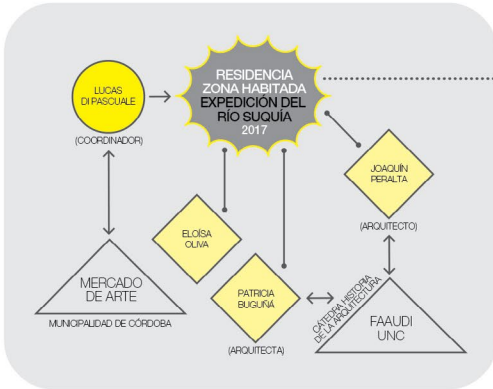 LUCAS
DI PASCUALE
(COORDINADOR)
RESIDENCIA
ZONA HABITADA
EXPEDICIÓN DEL
RÍO SUQUÍA
2017
JOAQUÍN
PERALTA
(ARQUITECTO)
ELOÍSA
OLIVA
PATRICIA
BUGUÑÁ
(ARQUITECTA)
MERCADO
DE ARTE
MUNICIPALIDAD DE CÓRDOBA
CÁTEDRA HISTORIA
DE LA ARQUITECTURA
FAAUDI
UNC